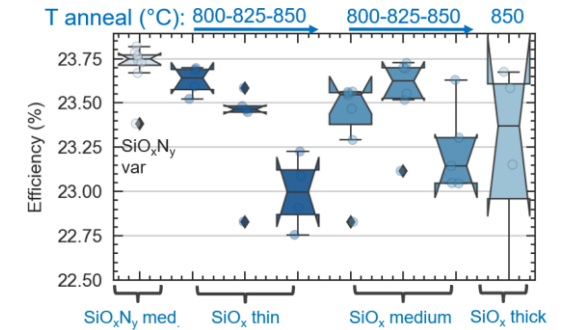 T anneal (°C): 800-825-850 800-825-850 850
23.75
23.50
23.25
23.00
22.75
22.50
Efficiency (%)
SiOxNy
var
SiOxNy med. SiOx thin SiOx medium SiOx thick